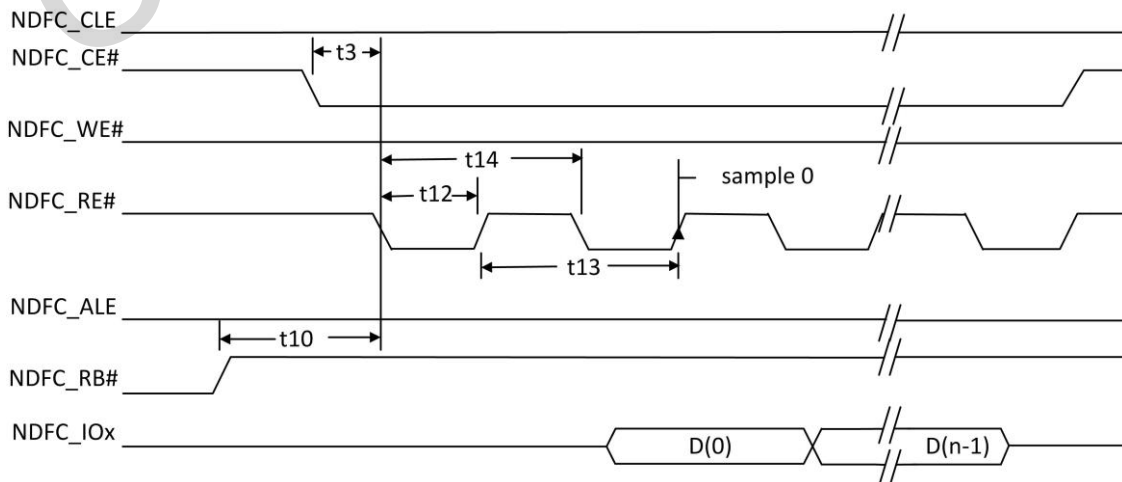 NDFC_CLE
t3
NDFC_CE#
NDFC_WE#
t14
sample 0
t12
NDFC_RE#
t13
NDFC_ALE
t10
NDFC_RB#
NDFC_IOx
D(0)
D(n-1)